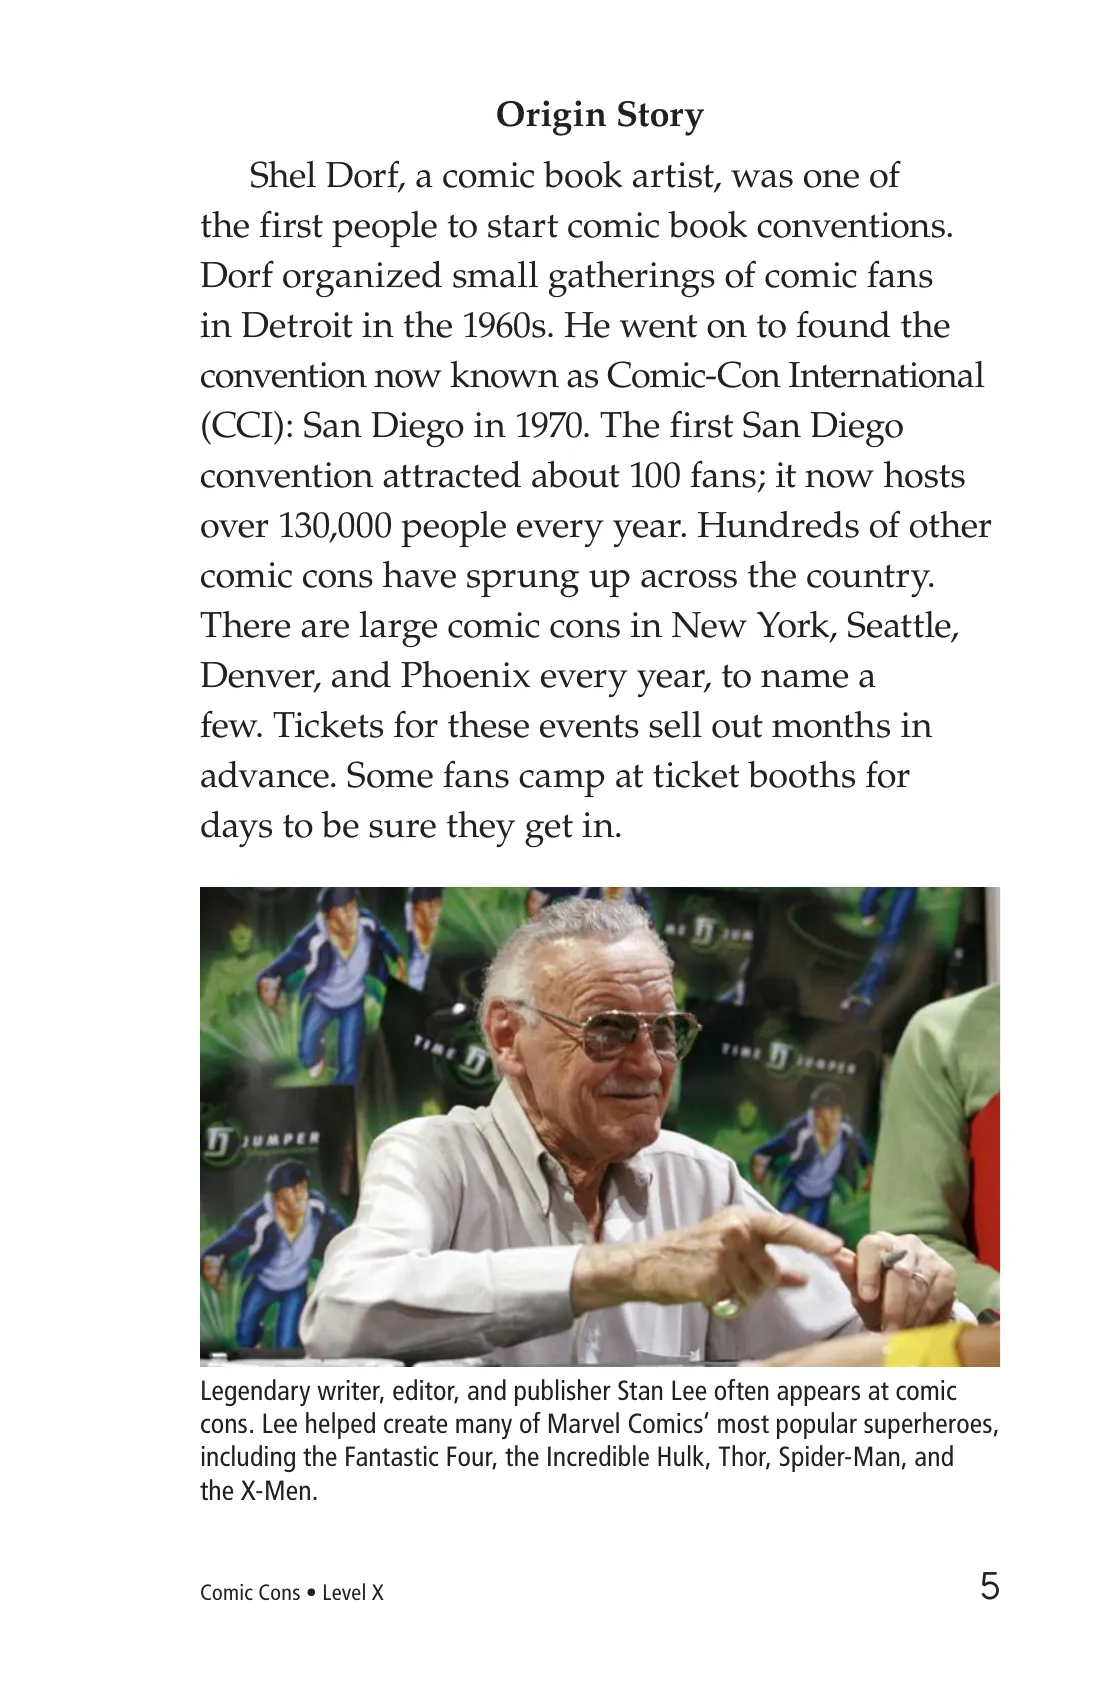 Origin Story
Shel Dorf, a comic book artist, was one of
the first people to start comic book conventions.
Dorf organized small gatherings of comic fans
in Detroit in the 1960s. He went on to found the
convention now known as Comic-Con International
(CCI): San Diego in 1970. The first San Diego
convention attracted about 100 fans; it now hosts
over 130,000 people every year. Hundreds of other
comic cons have sprung up across the country.
There are large comic cons in New York, Seattle,
Denver, and Phoenix every year, to name a
few. Tickets for these events sell out months in
advance. Some fans camp at ticket booths for
days to be sure they get in.
ME TJ JUM
TIME TJ
TIME TJ JUMPER
TJ JUMPER
Legendary writer, editor, and publisher Stan Lee often appears at comic
cons. Lee helped create many of Marvel Comics’ most popular superheroes,
including the Fantastic Four, the Incredible Hulk, Thor, Spider-Man, and
the X-Men.
Comic Cons • Level X
5